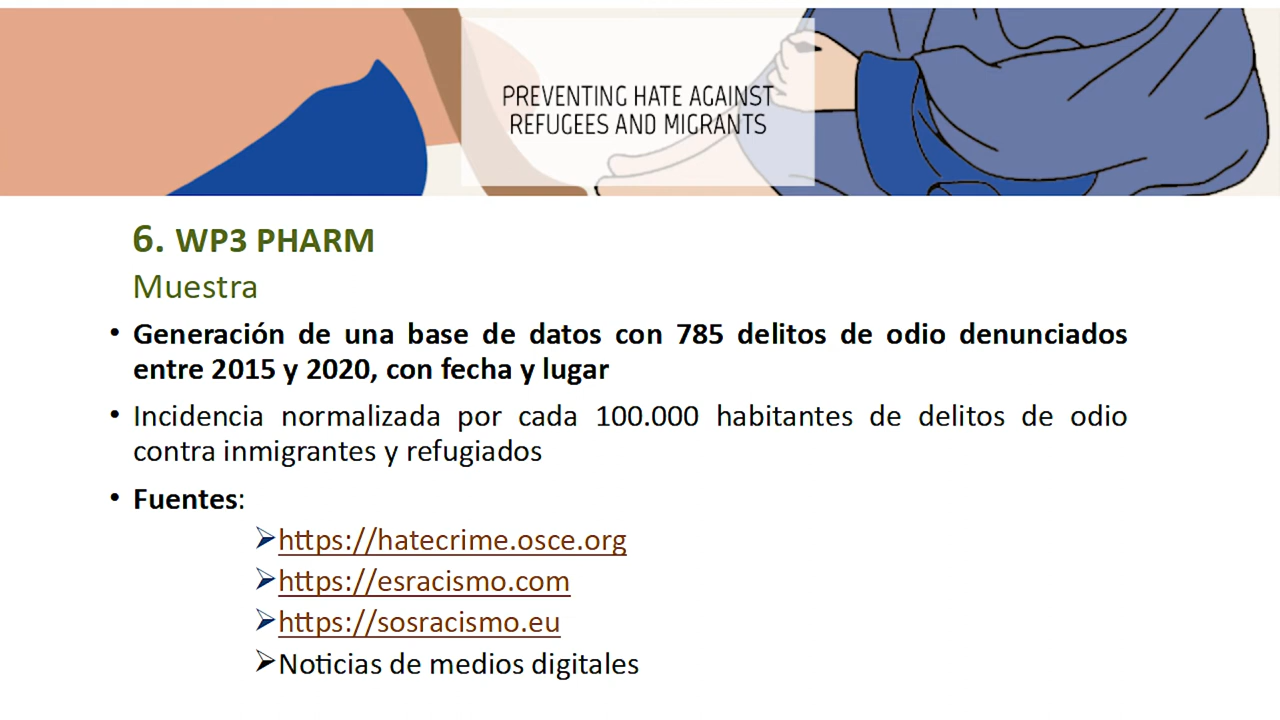 PREVENTING HATE AGAINST
REFUGEES AND MIGRANTS
6. WP3 PHARM
Muestra
• Generación de una base de datos con 785 delitos de odio denunciados
entre 2015 y 2020, con fecha y lugar
• Incidencia normalizada por cada 100.000 habitantes de delitos de odio
contra inmigrantes y refugiados
• Fuentes:
➢https://hatecrime.osce.org
➢https://esracismo.com
➢https://sosracismo.eu
➢Noticias de medios digitales